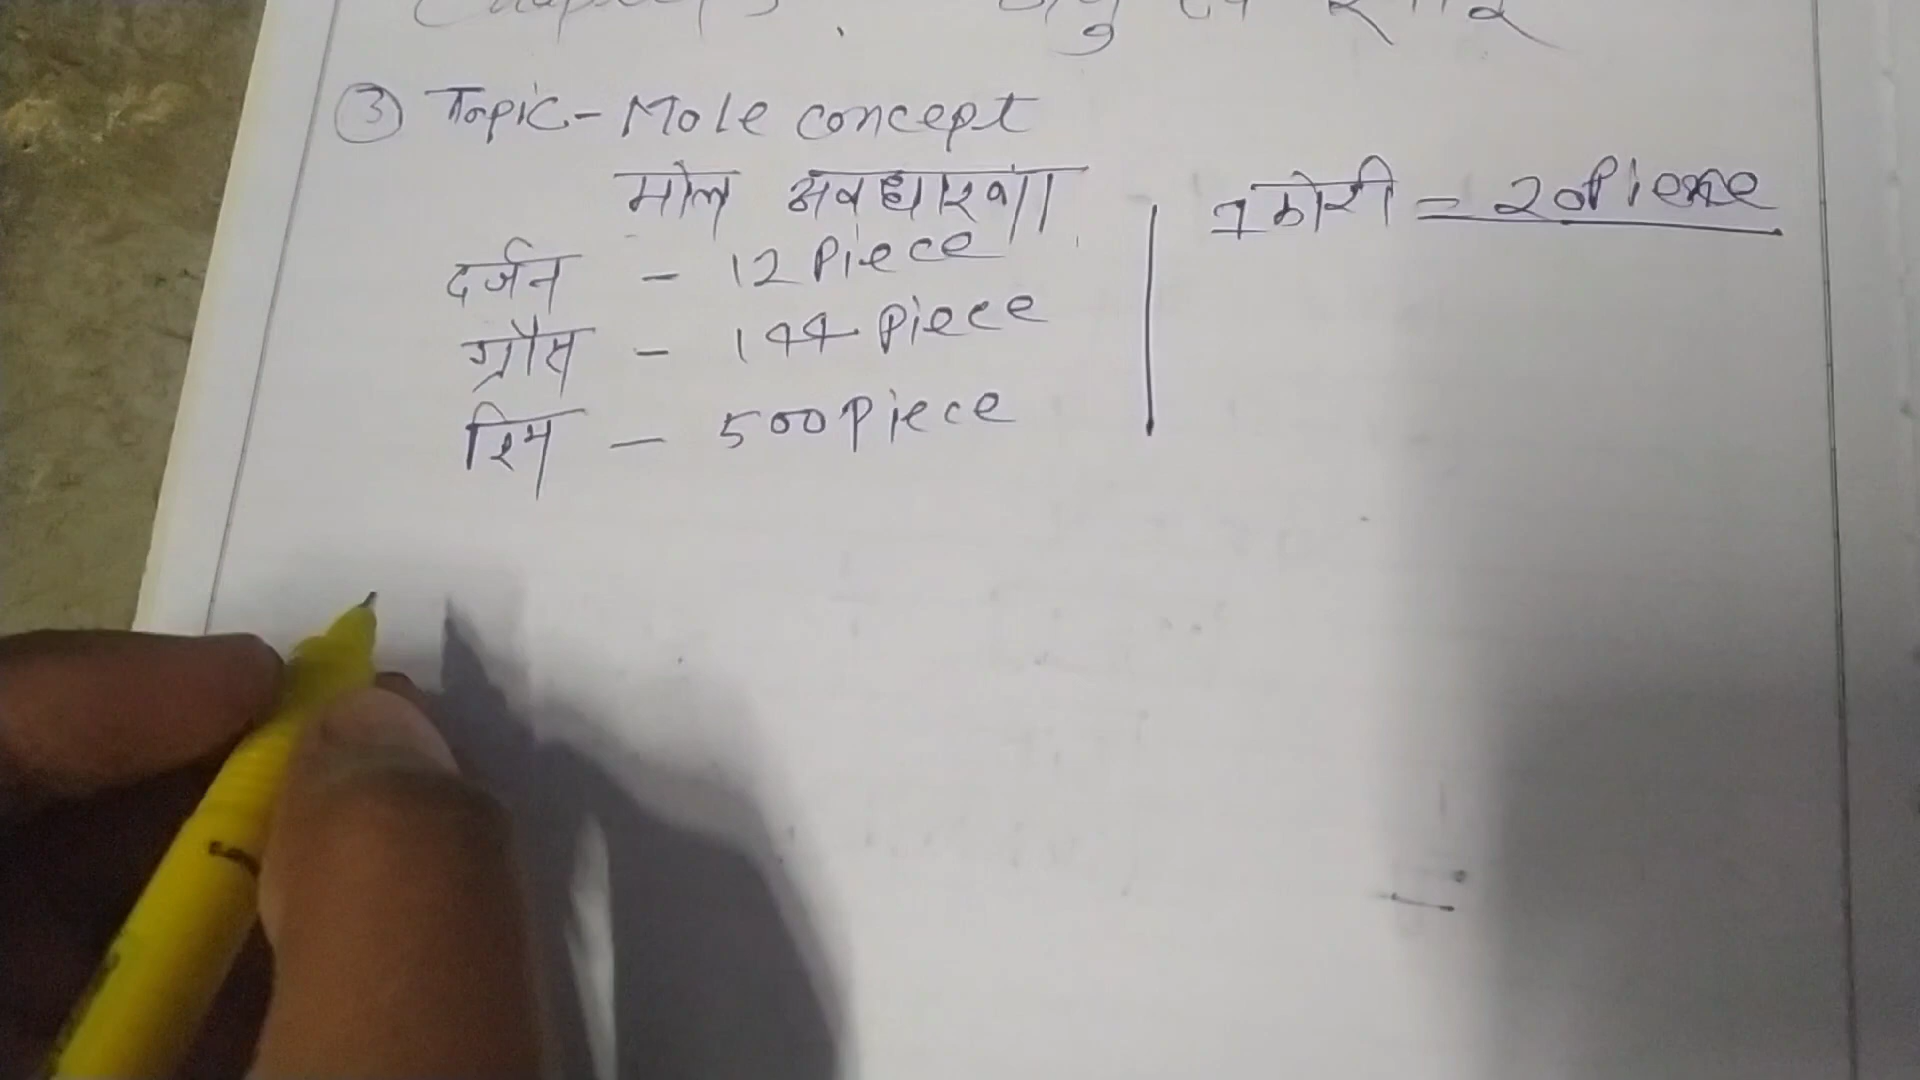 ③ Topic - Mole concept
मोल अवधारणा
दर्जन - 12 Piece
ग्रौस - 144 Piece
रिम - 500 Piece
1 कोरी = 20 Piece